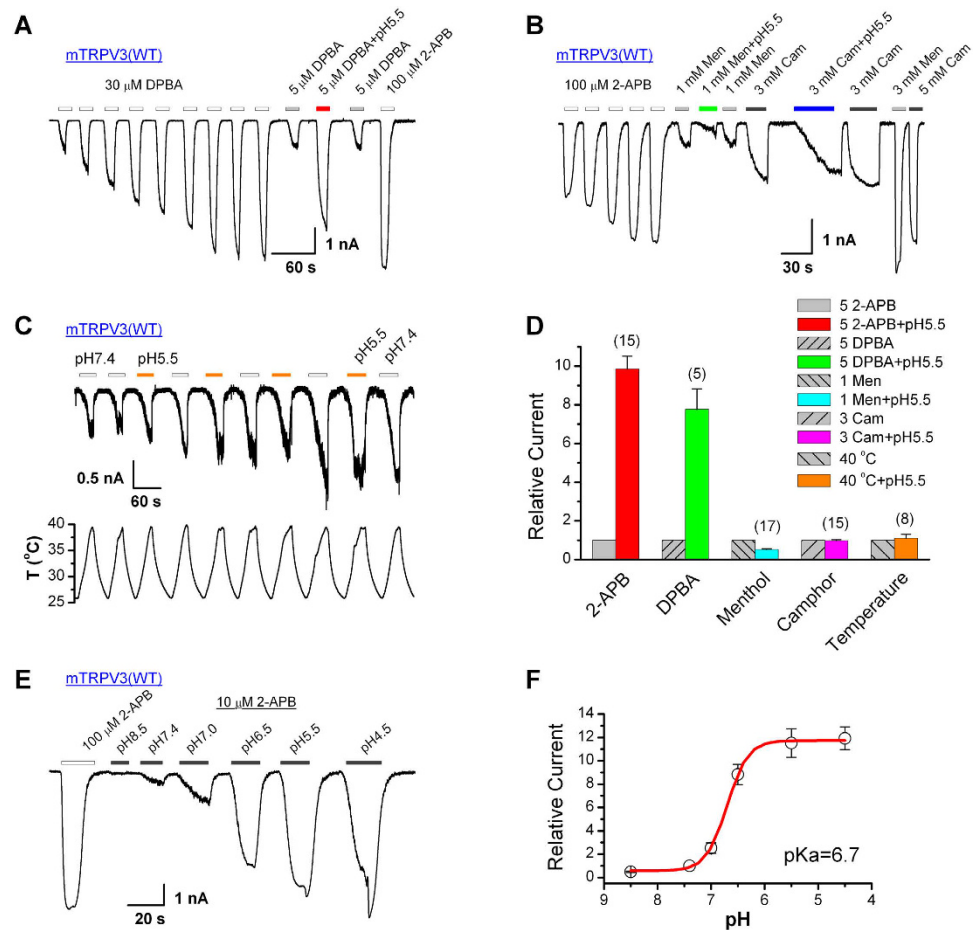 A
mTRPV3(WT)
30 μM DPBA
5 μM DPBA
5 μM DPBA+pH5.5
5 μM DPBA
100 μM 2-APB
1 nA
60 s
B
mTRPV3(WT)
100 μM 2-APB
1 mM Men
1 mM Men+pH5.5
1 mM Men
3 mM Cam
3 mM Cam+pH5.5
3 mM Cam
3 mM Men
5 mM Cam
1 nA
30 s
C
mTRPV3(WT)
pH7.4
pH5.5
pH5.5
pH7.4
0.5 nA
60 s
T (°C)
40
35
30
25
D
Relative Current
10
8
6
4
2
0
(15)
(5)
(17)
(15)
(8)
2-APB
DPBA
Menthol
Camphor
Temperature
5 2-APB
5 2-APB+pH5.5
5 DPBA
5 DPBA+pH5.5
1 Men
1 Men+pH5.5
3 Cam
3 Cam+pH5.5
40 °C
40 °C+pH5.5
E
mTRPV3(WT)
100 μM 2-APB
10 μM 2-APB
pH8.5
pH7.4
pH7.0
pH6.5
pH5.5
pH4.5
1 nA
20 s
F
Relative Current
14
12
10
8
6
4
2
0
pKa=6.7
9 8 7 6 5 4
pH